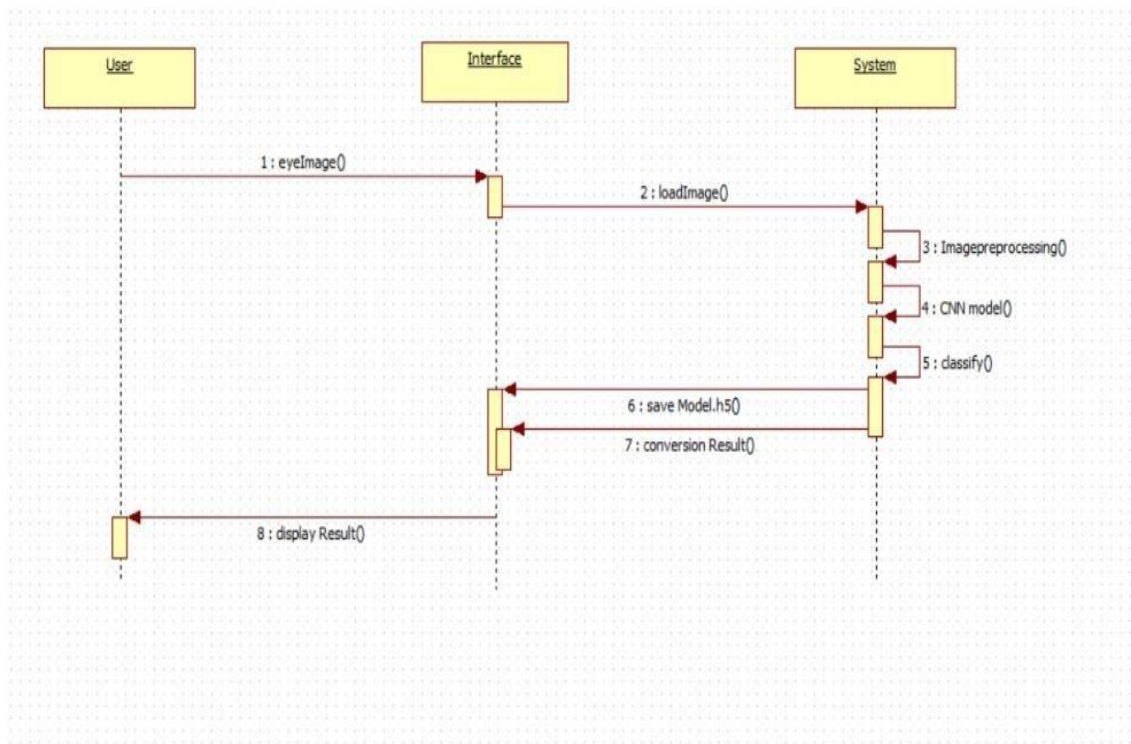 User
Interface
System
1 : eyeImage()
2 : loadImage()
3 : Imagepreprocessing()
4 : CNN model()
5 : classify()
6 : save Model.h5()
7 : conversion Result()
8 : display Result()